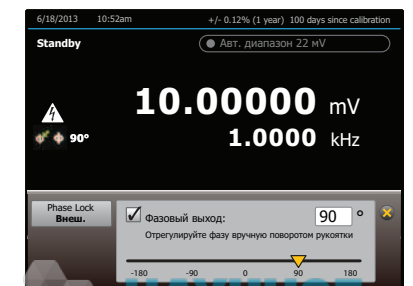 6/18/2013 10:52am +/- 0.12% (1 year) 100 days since calibration
Standby Авт. диапазон 22 мV
10.00000 mV
90° 1.0000 kHz
Phase Lock
Внеш.
Фазовый выход: 90 °
Отрегулируйте фазу вручную поворотом рукоятки
-180 -90 0 90 180